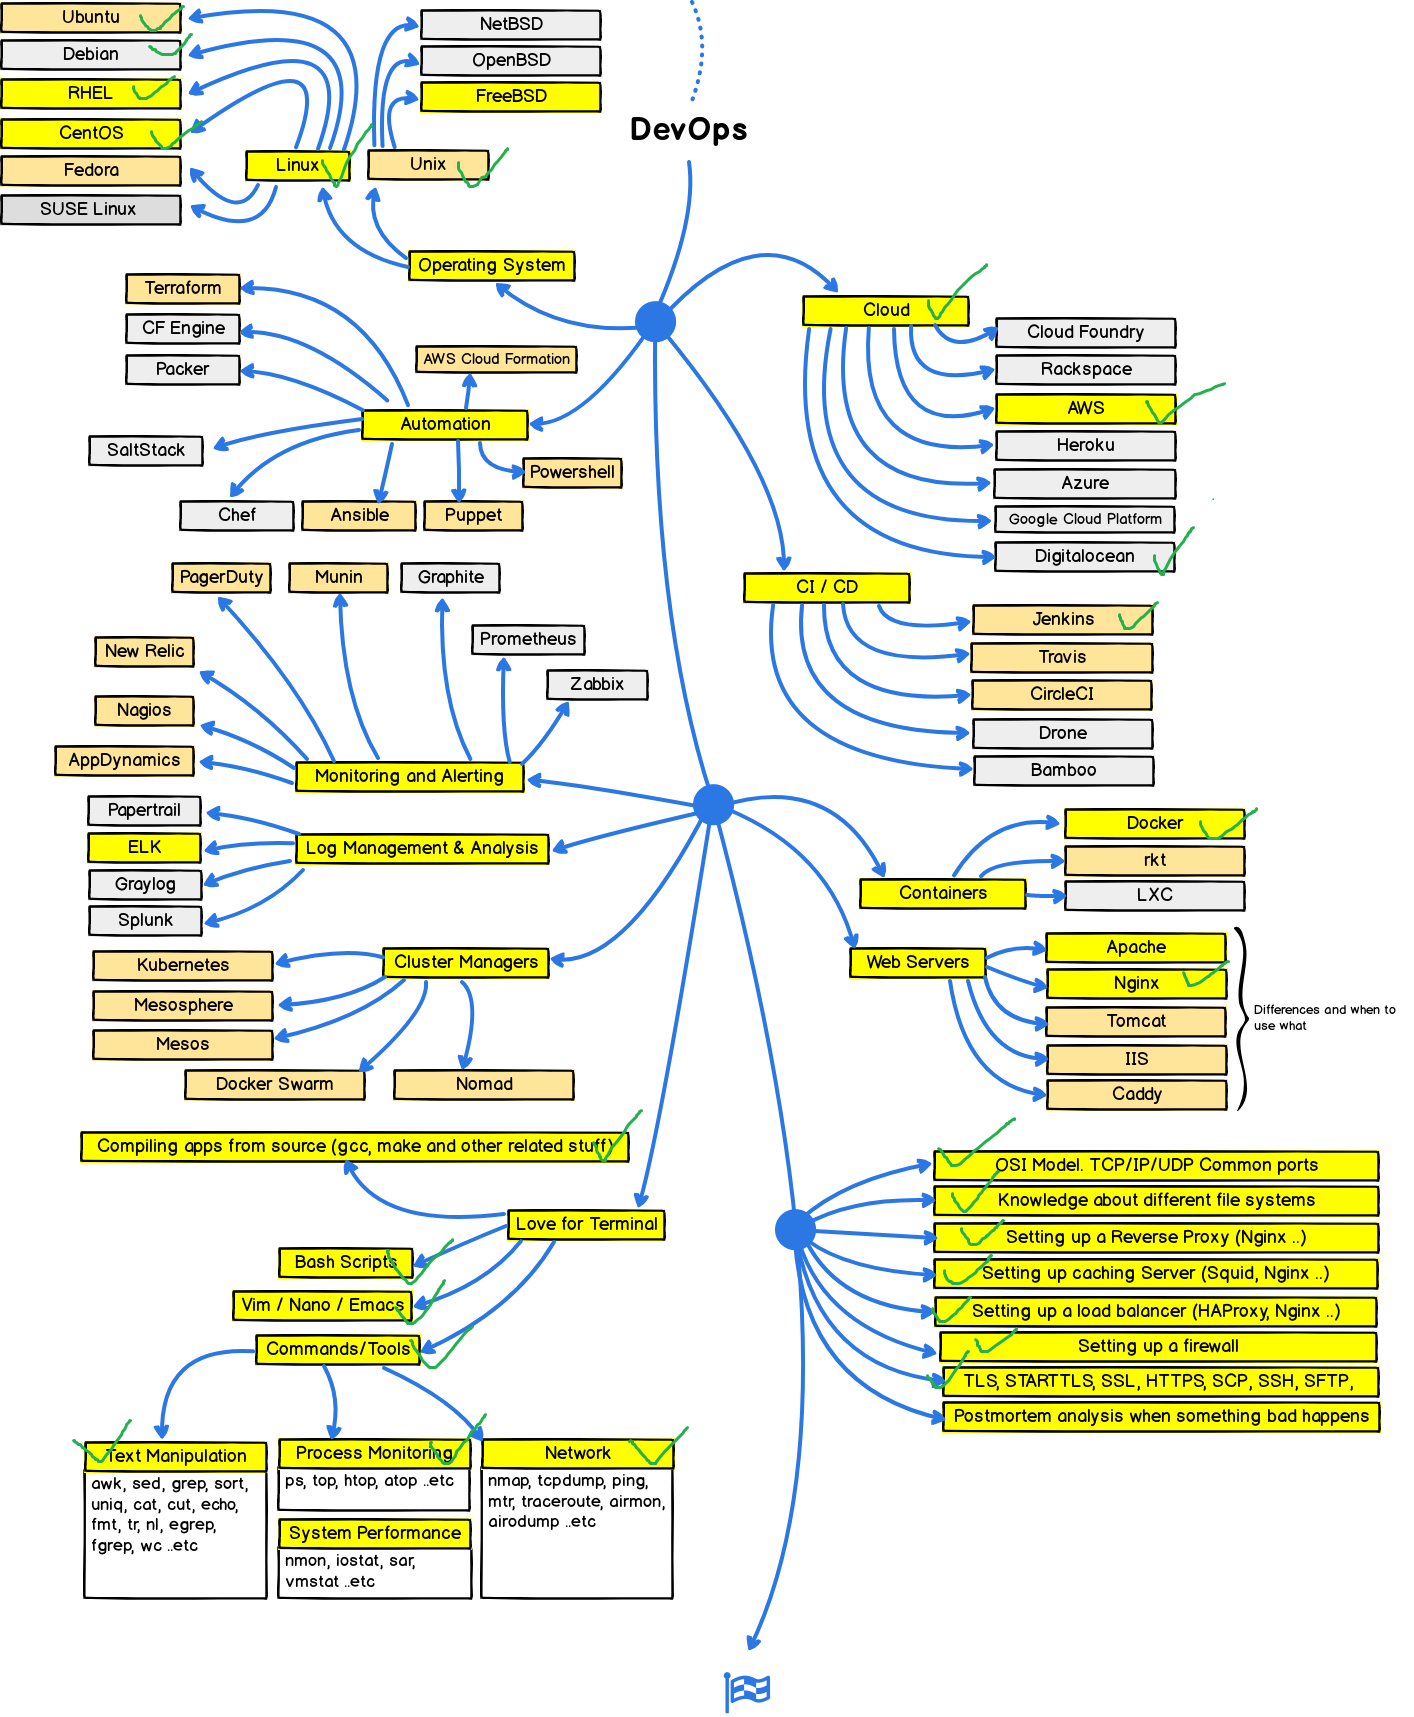 DevOps
Ubuntu
Debian
RHEL
CentOS
Fedora
SUSE Linux
NetBSD
OpenBSD
FreeBSD
Linux
Unix
Operating System
Terraform
CF Engine
Packer
AWS Cloud Formation
Automation
SaltStack
Powershell
Chef
Ansible
Puppet
Cloud
Cloud Foundry
Rackspace
AWS
Heroku
Azure
Google Cloud Platform
Digitalocean
CI / CD
Jenkins
Travis
CircleCI
Drone
Bamboo
PagerDuty
Munin
Graphite
Prometheus
Zabbix
New Relic
Nagios
AppDynamics
Monitoring and Alerting
Papertrail
ELK
Graylog
Splunk
Log Management & Analysis
Containers
Docker
rkt
LXC
Kubernetes
Mesosphere
Mesos
Docker Swarm
Nomad
Cluster Managers
Web Servers
Apache
Nginx
Tomcat
IIS
Caddy
Differences and when to
use what
Compiling apps from source (gcc, make and other related stuff)
Love for Terminal
Bash Scripts
Vim / Nano / Emacs
Commands/Tools
OSI Model. TCP/IP/UDP Common ports
Knowledge about different file systems
Setting up a Reverse Proxy (Nginx ..)
Setting up caching Server (Squid, Nginx ..)
Setting up a load balancer (HAProxy, Nginx ..)
Setting up a firewall
TLS, STARTTLS, SSL, HTTPS, SCP, SSH, SFTP,
Postmortem analysis when something bad happens
Text Manipulation
awk, sed, grep, sort,
uniq, cat, cut, echo,
fmt, tr, nl, egrep,
fgrep, wc ..etc
Process Monitoring
ps, top, htop, atop ..etc
System Performance
nmon, iostat, sar,
vmstat ..etc
Network
nmap, tcpdump, ping,
mtr, traceroute, airmon,
airodump ..etc